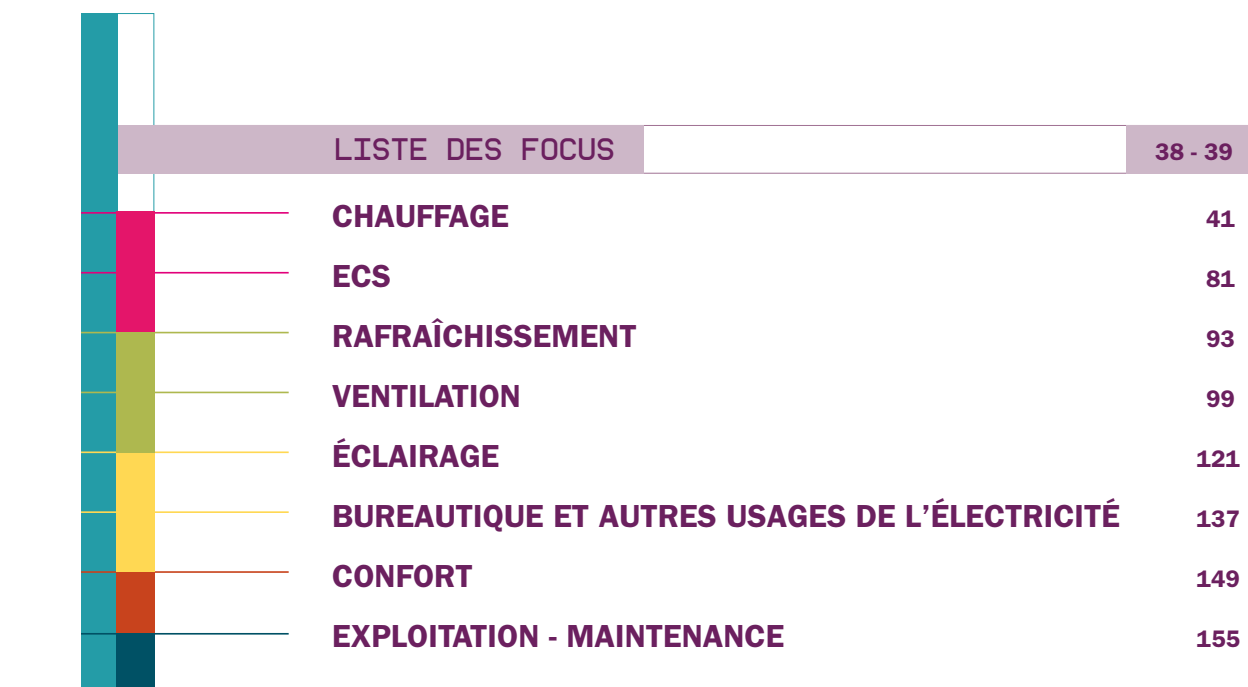 LISTE DES FOCUS 38 - 39
CHAUFFAGE 41
ECS 81
RAFRAÎCHISSEMENT 93
VENTILATION 99
ÉCLAIRAGE 121
BUREAUTIQUE ET AUTRES USAGES DE L’ÉLECTRICITÉ 137
CONFORT 149
EXPLOITATION - MAINTENANCE 155